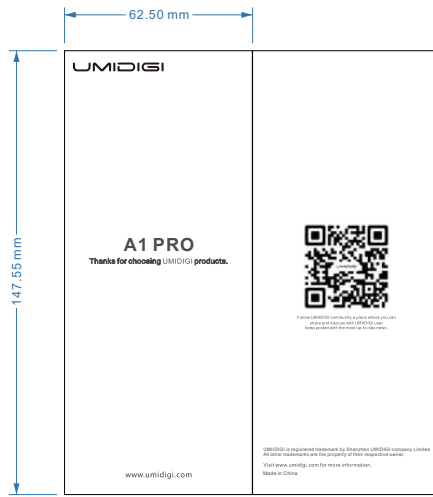 62.50 mm
147.55 mm
UMIDIGI
A1 PRO
Thanks for choosing UMIDIGI products.
www.umidigi.com
Follow UMIDIGI community a place where you can
share and discuss with UMIDIGI user
keep posted with the most up-to-day news.
UMIDIGI is registered trademark by Shenzhen UMIDIGI company Limited
All other trademarks are the property of their respective owner,
Visit www.umidigi.com for more information.
Made in China